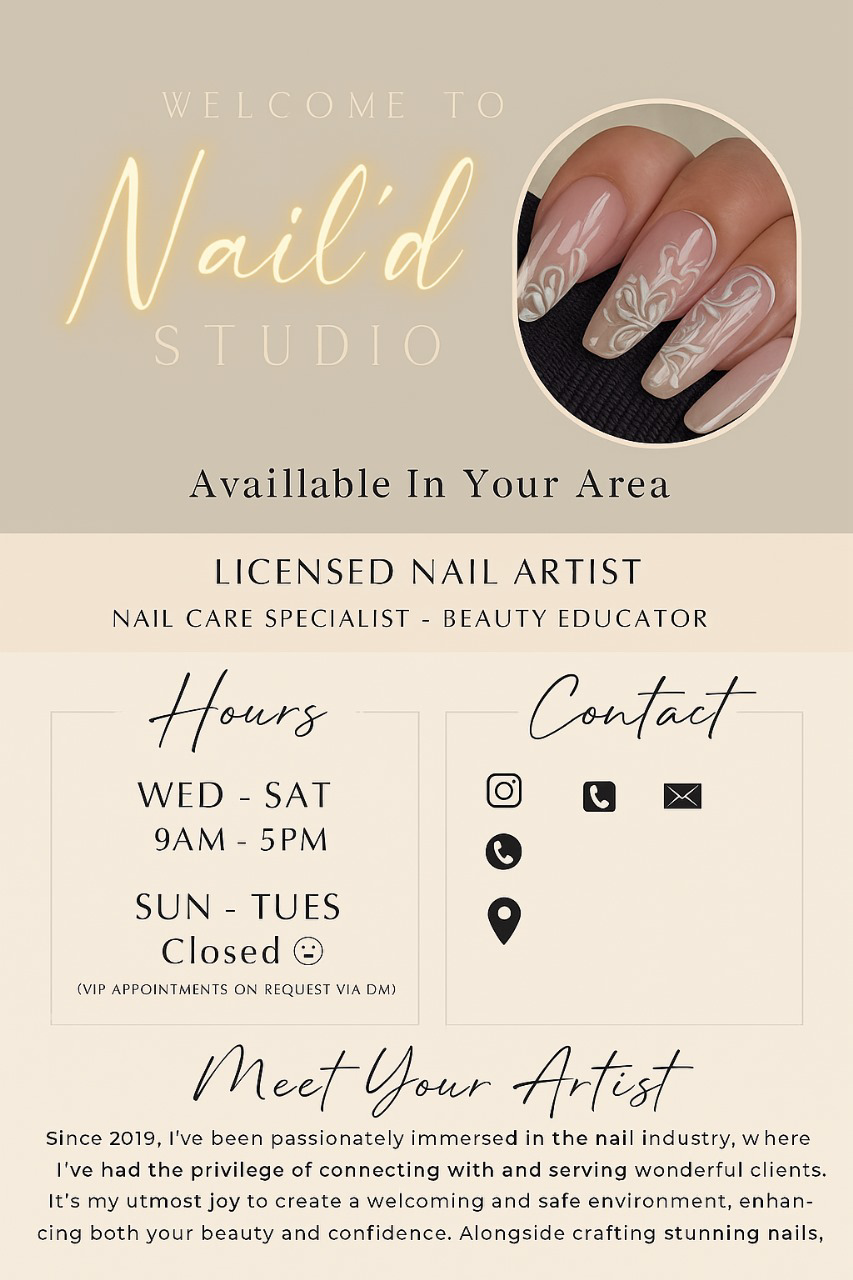 WELCOME TO
Nail'd
STUDIO
Availlable In Your Area
LICENSED NAIL ARTIST
NAIL CARE SPECIALIST - BEAUTY EDUCATOR
Hours
WED - SAT
9AM - 5PM
SUN - TUES
Closed
(VIP APPOINTMENTS ON REQUEST VIA DM)
Contact
Meet Your Artist
Since 2019, I've been passionately immersed in the nail industry, where
I've had the privilege of connecting with and serving wonderful clients.
It's my utmost joy to create a welcoming and safe environment, enhan-
cing both your beauty and confidence. Alongside crafting stunning nails,